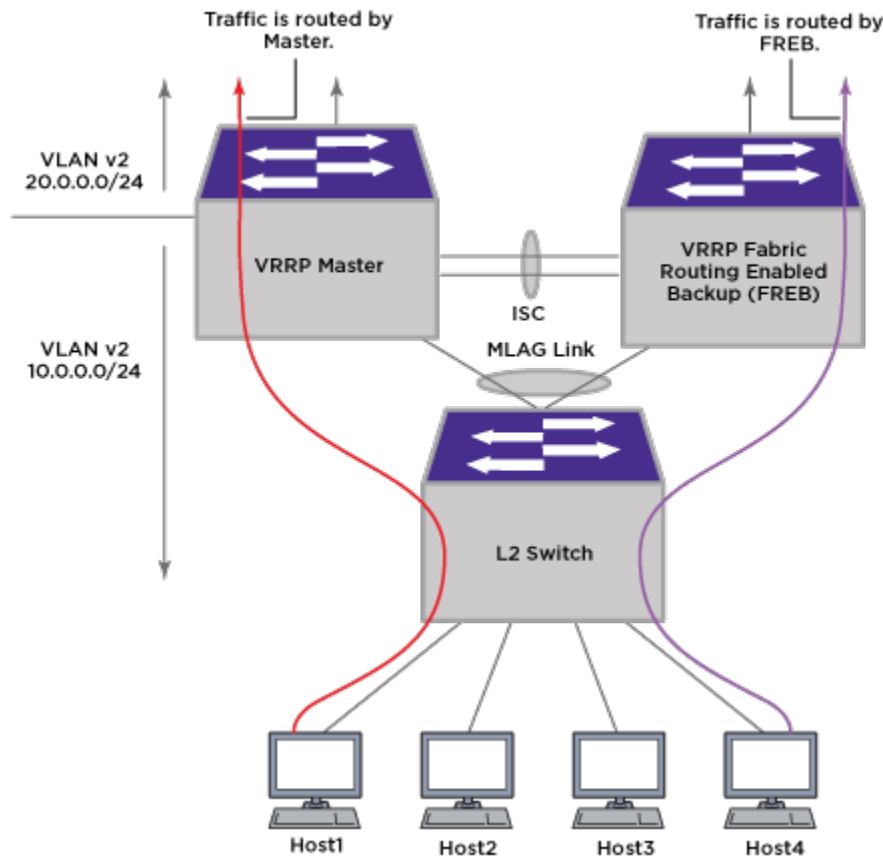 Traffic is routed by
Master.
Traffic is routed by
FREB.
VLAN v2
20.0.0.0/24
VRRP Master
VRRP Fabric
Routing Enabled
Backup (FREB)
ISC
VLAN v2
10.0.0.0/24
MLAG Link
L2 Switch
Host1
Host2
Host3
Host4